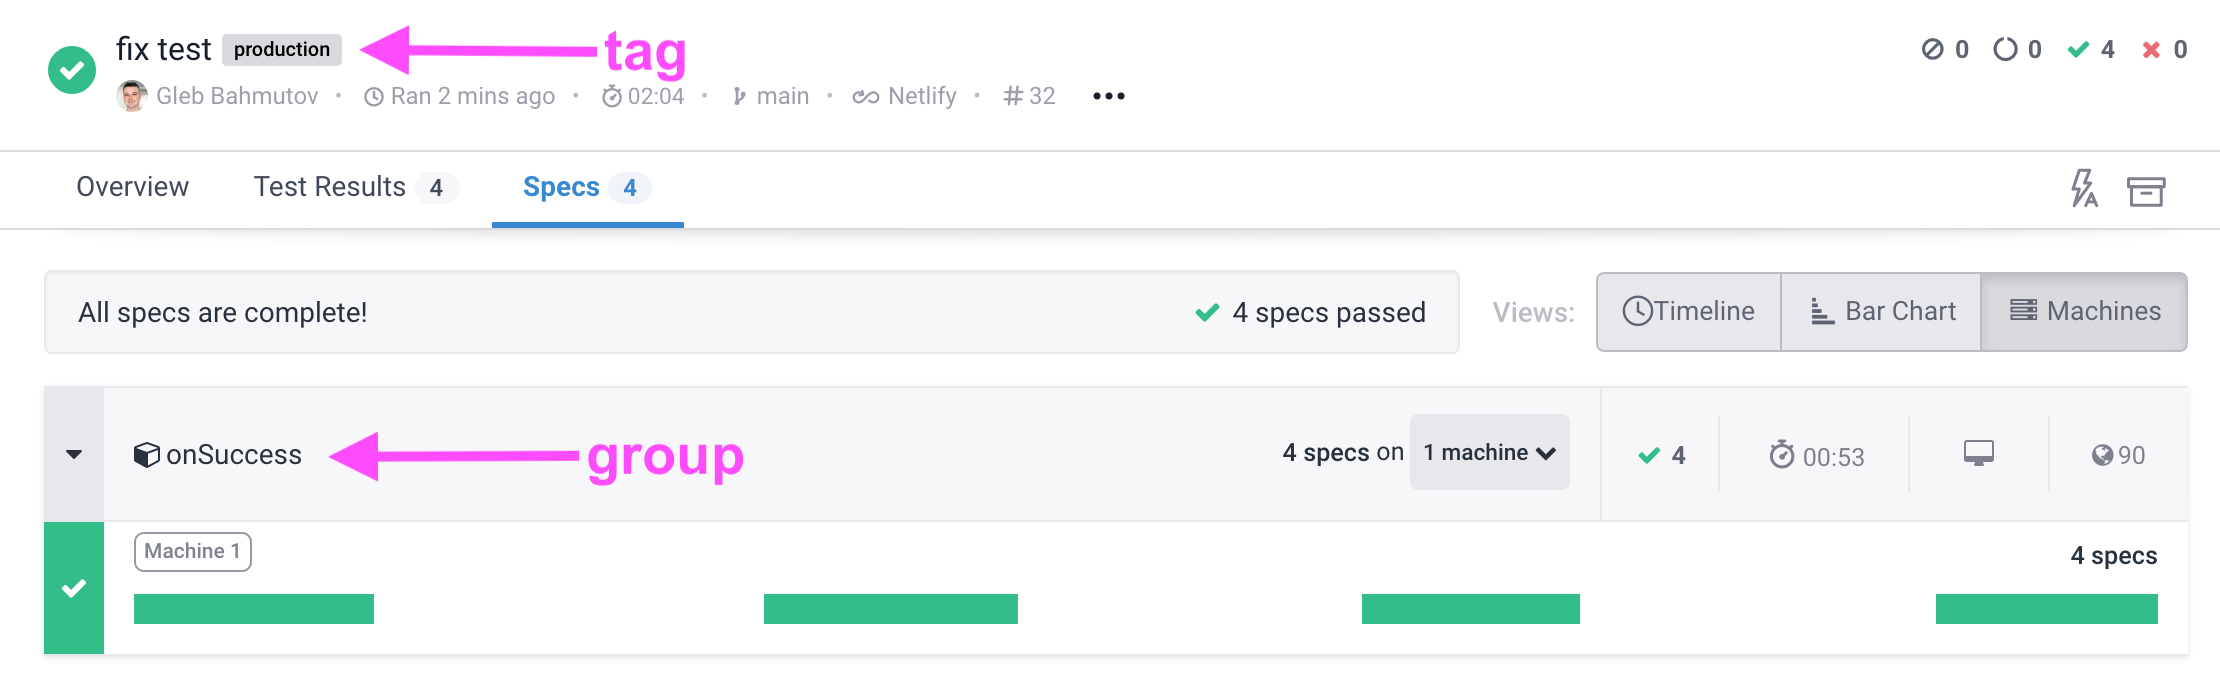 fix test production tag
0 0 4 0
Gleb Bahmutov • Ran 2 mins ago • 02:04 • main • Netlify • #32 •••
Overview Test Results 4 Specs 4
All specs are complete! 4 specs passed Views: Timeline Bar Chart Machines
onSuccess group 4 specs on 1 machine 4 00:53 90
Machine 1 4 specs